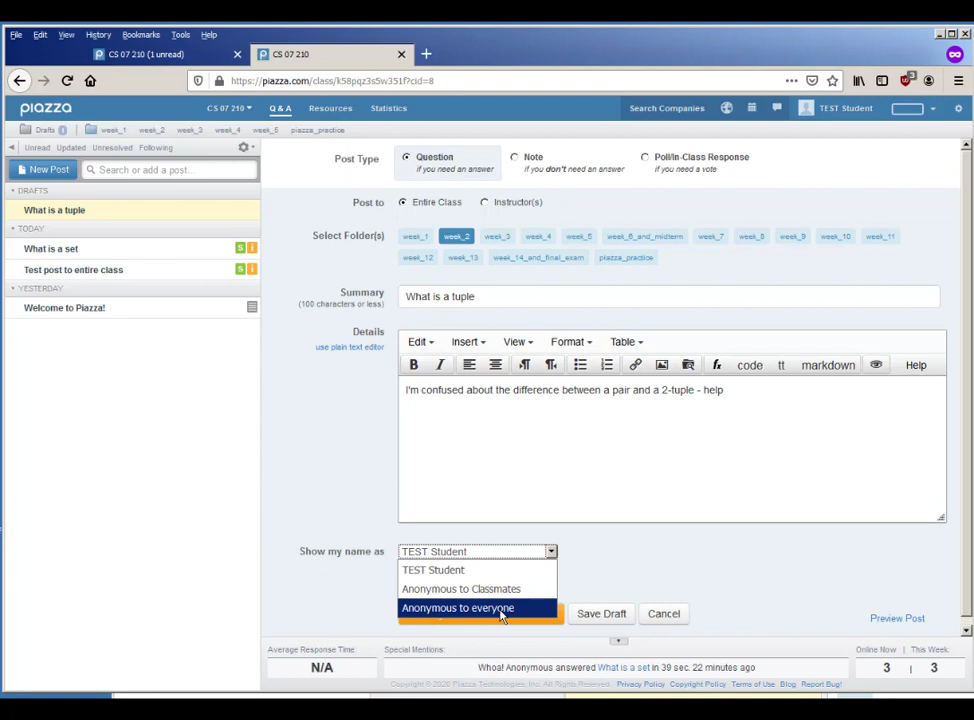 File Edit View History Bookmarks Tools Help
CS 07 210 (1 unread) CS 07 210
https://piazza.com/class/k58pqz3s5w351f?cid=8 3
piazza CS 07 210 Q & A Resources Statistics Search Companies TEST Student
Drafts 1 week_1 week_2 week_3 week_4 week_5 piazza_practice
Unread Updated Unresolved Following
New Post Search or add a post...
DRAFTS
What is a tuple
TODAY
What is a set S i
Test post to entire class S i
YESTERDAY
Welcome to Piazza!
Post Type Question Note Poll/In-Class Response
if you need an answer if you don't need an answer if you need a vote
Post to Entire Class Instructor(s)
Select Folder(s) week_1 week_2 week_3 week_4 week_5 week_6_and_midterm week_7 week_8 week_9 week_10 week_11
week_12 week_13 week_14_and_final_exam piazza_practice
Summary What is a tuple
(100 characters or less)
Details
use plain text editor
Edit Insert View Format Table
B I fx code tt markdown Help
I'm confused about the difference between a pair and a 2-tuple - help
Show my name as TEST Student
TEST Student
Anonymous to Classmates
Anonymous to everyone
Save Draft Cancel Preview Post
Average Response Time: Special Mentions: Online Now This Week:
N/A Whoa! Anonymous answered What is a set in 39 sec. 22 minutes ago 3 | 3
Copyright © 2020 Piazza Technologies, Inc. All Rights Reserved. Privacy Policy Copyright Policy Terms of Use Blog Report Bug!